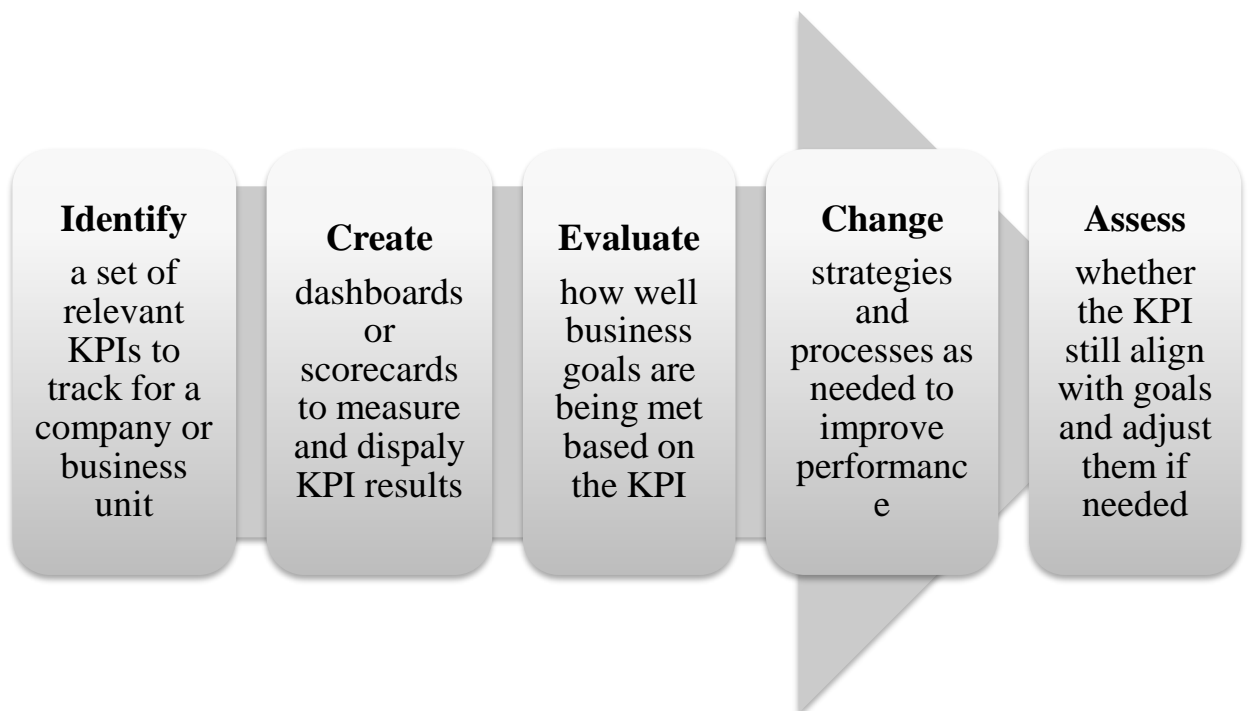 Identify
a set of
relevant
KPIs to
track for a
company or
business
unit
Create
dashboards
or
scorecards
to measure
and dispaly
KPI results
Evaluate
how well
business
goals are
being met
based on
the KPI
Change
strategies
and
processes as
needed to
improve
performanc
e
Assess
whether
the KPI
still align
with goals
and adjust
them if
needed